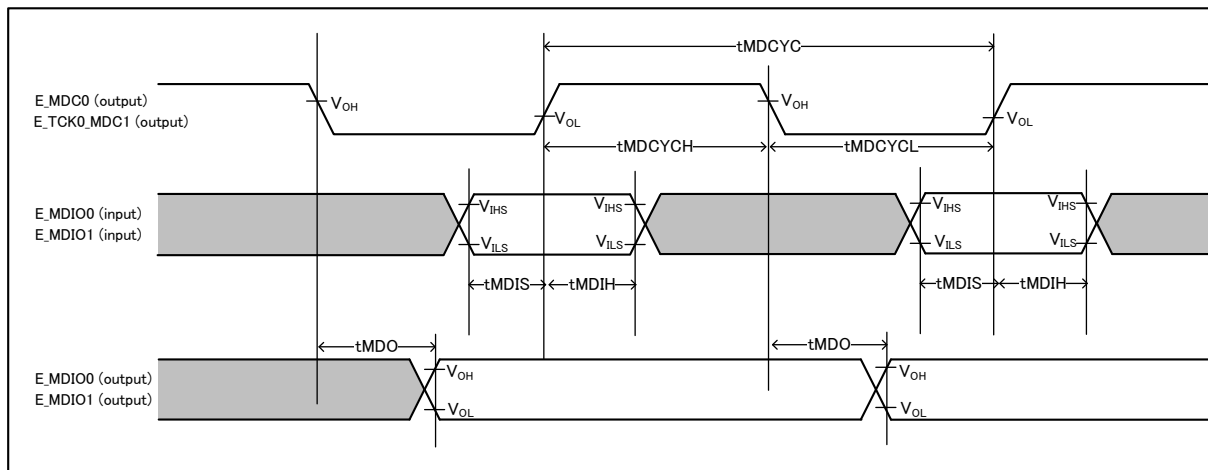 tMDCYC
E_MDC0 (output)
E_TCK0_MDC1 (output)
VOH
VOL
VOH
VOL
tMDCYCH
tMDCYCL
E_MDIO0 (input)
E_MDIO1 (input)
VIHS
VIHS
VIHS
VIHS
VILS
VILS
VILS
VILS
tMDIS
tMDIH
tMDIS
tMDIH
tMDO
tMDO
E_MDIO0 (output)
E_MDIO1 (output)
VOH
VOH
VOL
VOL